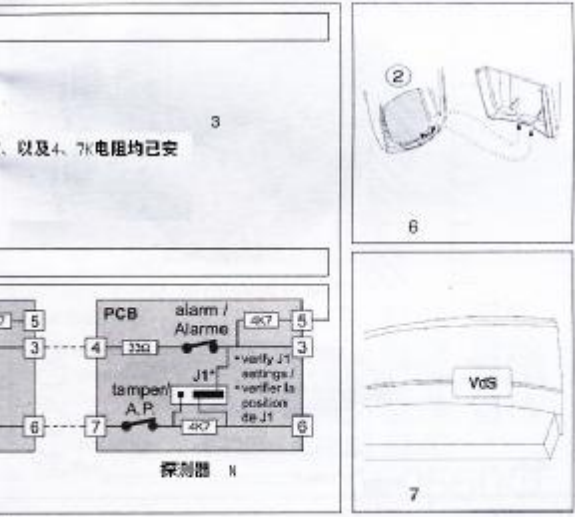 3
、以及4、7K电阻均已安
PCB
alarm /
Alarme
4K7
5
3
4
33Ω
3
J1*
*verify J1
settings /
*verifier la
position
de J1
tamper/
A.P.
6
7
4K7
6
探测器 N
2
6
VdS
7
5